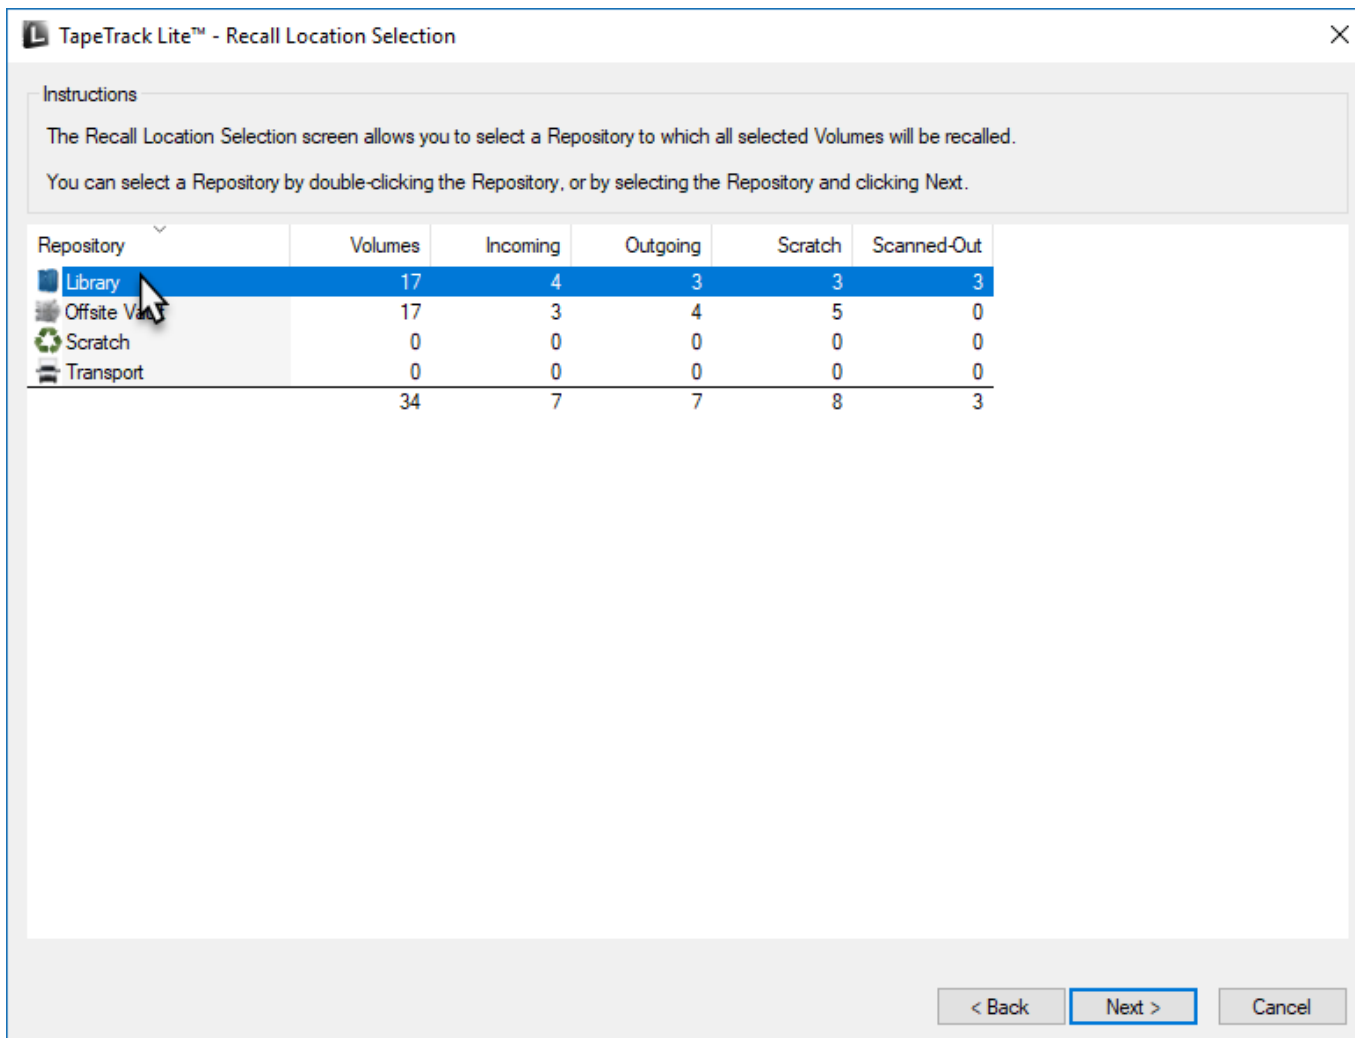 TapeTrack Lite™ - Recall Location Selection
Instructions
The Recall Location Selection screen allows you to select a Repository to which all selected Volumes will be recalled.
You can select a Repository by double-clicking the Repository, or by selecting the Repository and clicking Next.
Repository Volumes Incoming Outgoing Scratch Scanned-Out
Library 17 4 3 3 3
Offsite 17 3 4 5 0
Scratch 0 0 0 0 0
Transport 0 0 0 0 0
34 7 7 8 3
< Back Next > Cancel